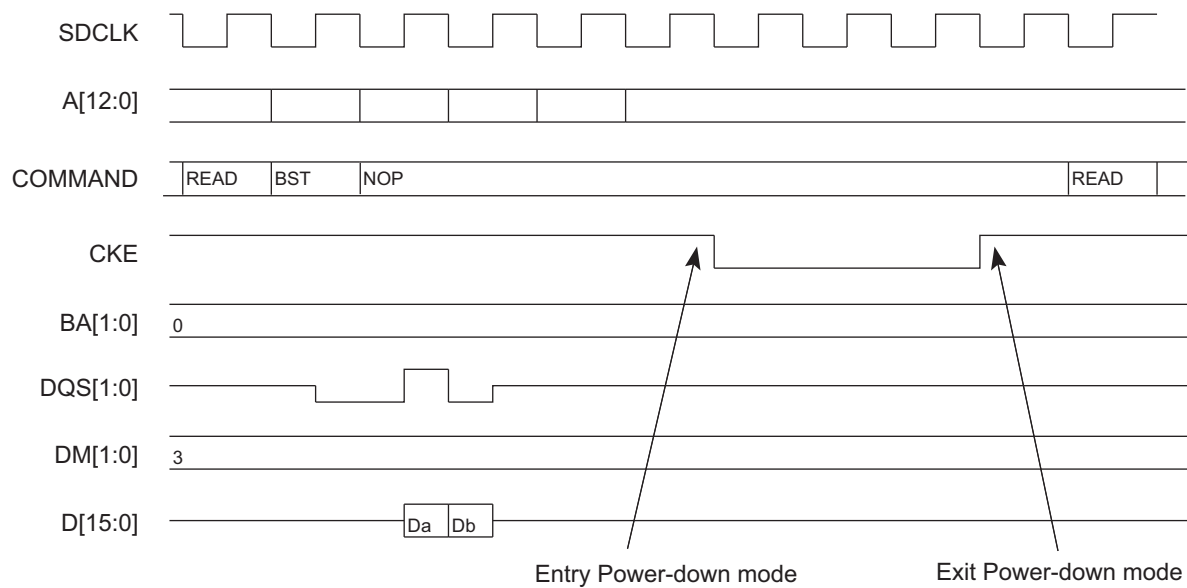 SDCLK
A[12:0]
COMMAND READ BST NOP READ
CKE
BA[1:0] 0
DQS[1:0]
DM[1:0] 3
D[15:0] Da Db
Entry Power-down mode Exit Power-down mode